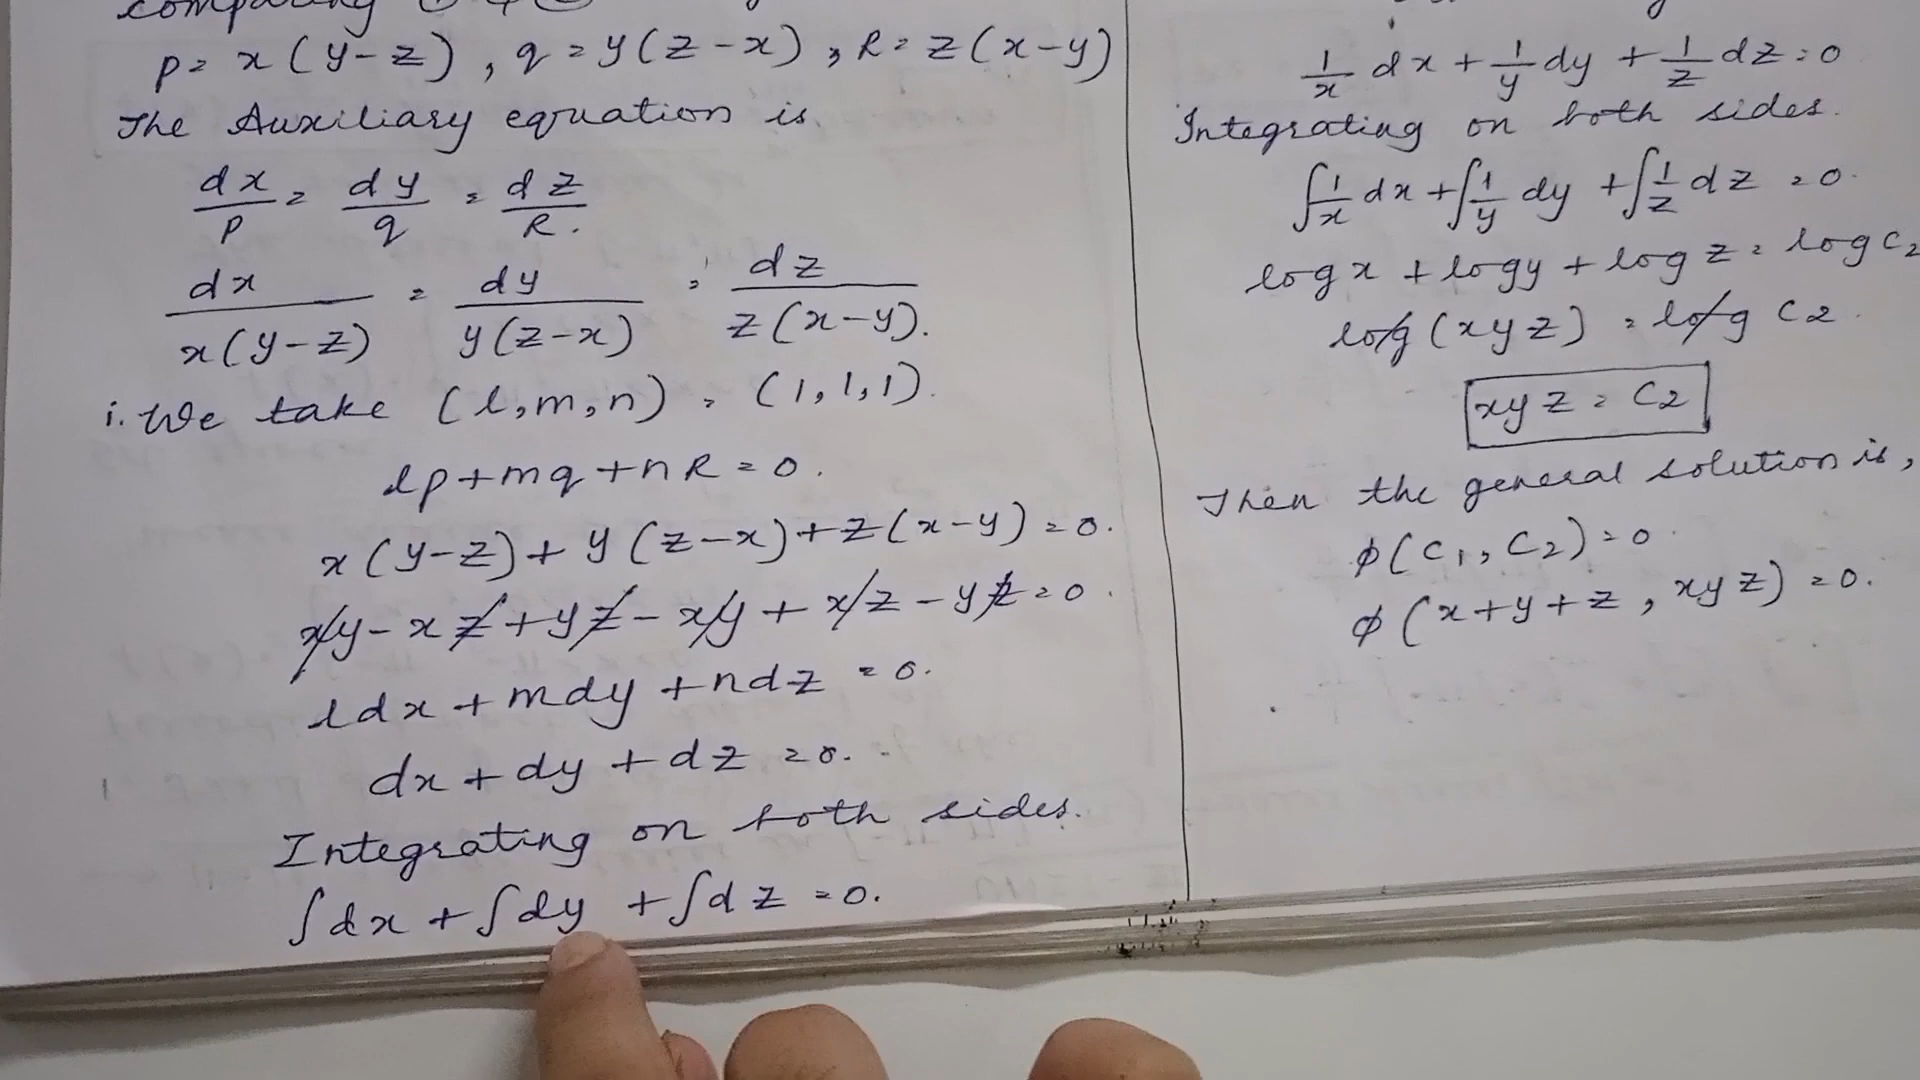 comparing ① & ②
P = x(y-z), q = y(z-x), R = z(x-y)
The Auxiliary equation is.
dx/P = dy/q = dz/R.
dx/x(y-z) = dy/y(z-x) = dz/z(x-y).
i. We take (l,m,n) = (1,1,1).
lp+mq+nR=0.
x(y-z)+y(z-x)+z(x-y)=0.
xy-xz+yz-xy+xz-yz=0.
ldx+mdy+ndz=0.
dx+dy+dz=0.
Integrating on both sides.
∫dx+∫dy+∫dz=0.
1/x dx + 1/y dy + 1/z dz = 0
Integrating on both sides.
∫1/x dx + ∫1/y dy + ∫1/z dz = 0.
log x + log y + log z = log c2
log (xyz) = log c2.
xyz = c2
Then the general solution is,
ϕ(c1, c2) = 0.
ϕ(x+y+z, xyz) = 0.